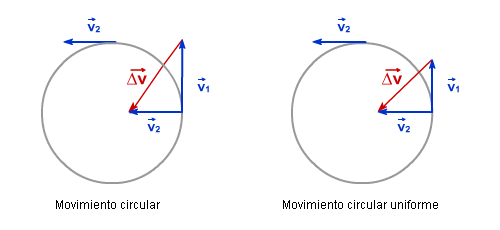 v₂
v₂
Δv
v₁
Δv
v₁
v₂
v₂
Movimiento circular
Movimiento circular uniforme